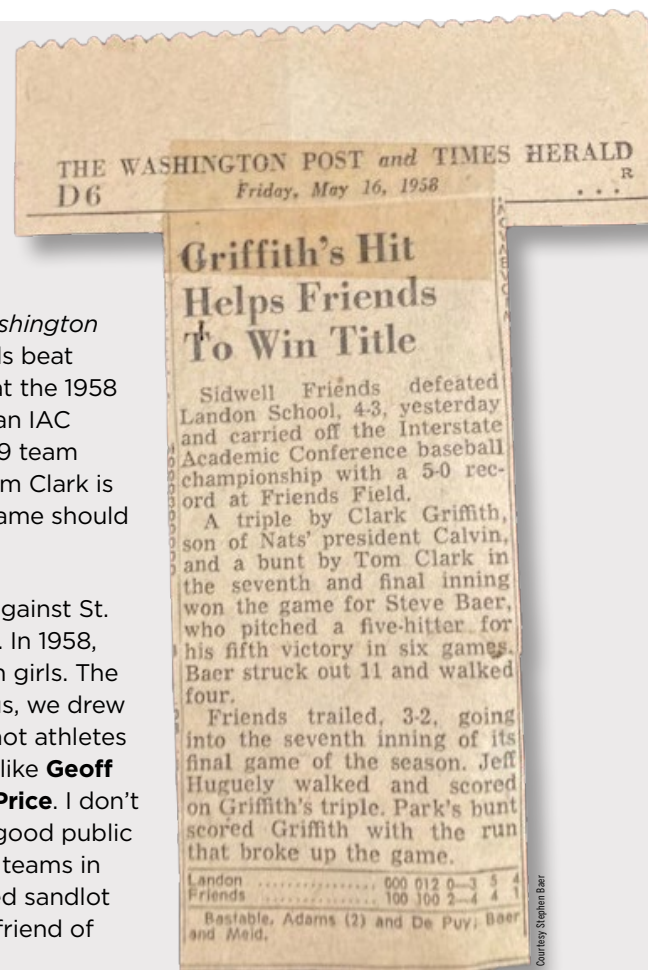 THE WASHINGTON POST and TIMES HERALD
D6 Friday, May 16, 1958 . . . R
Griffith's Hit
Helps Friends
To Win Title
Sidwell Friends defeated
Landon School, 4-3, yesterday
and carried off the Interstate
Academic Conference baseball
championship with a 5-0 rec-
ord at Friends Field.
A triple by Clark Griffith,
son of Nats' president Calvin,
and a bunt by Tom Clark in
the seventh and final inning
won the game for Steve Baer,
who pitched a five-hitter for
his fifth victory in six games.
Baer struck out 11 and walked
four.
Friends trailed, 3-2, going
into the seventh inning of its
final game of the season. Jeff
Huguely walked and scored
on Griffith's triple. Park's bunt
scored Griffith with the run
that broke up the game.
Landon ................ 000 012 0—3 5 4
Friends ................ 100 100 2—4 4 1
Bastable, Adams (2) and De Puy; Baer
and Meld.
shington
ls beat
at the 1958
an IAC
9 team
m Clark is
ame should
gainst St.
. In 1958,
n girls. The
us, we drew
not athletes
like Geoff
Price. I don't
good public
teams in
ed sandlot
friend of
Courtesy Stephen Baer